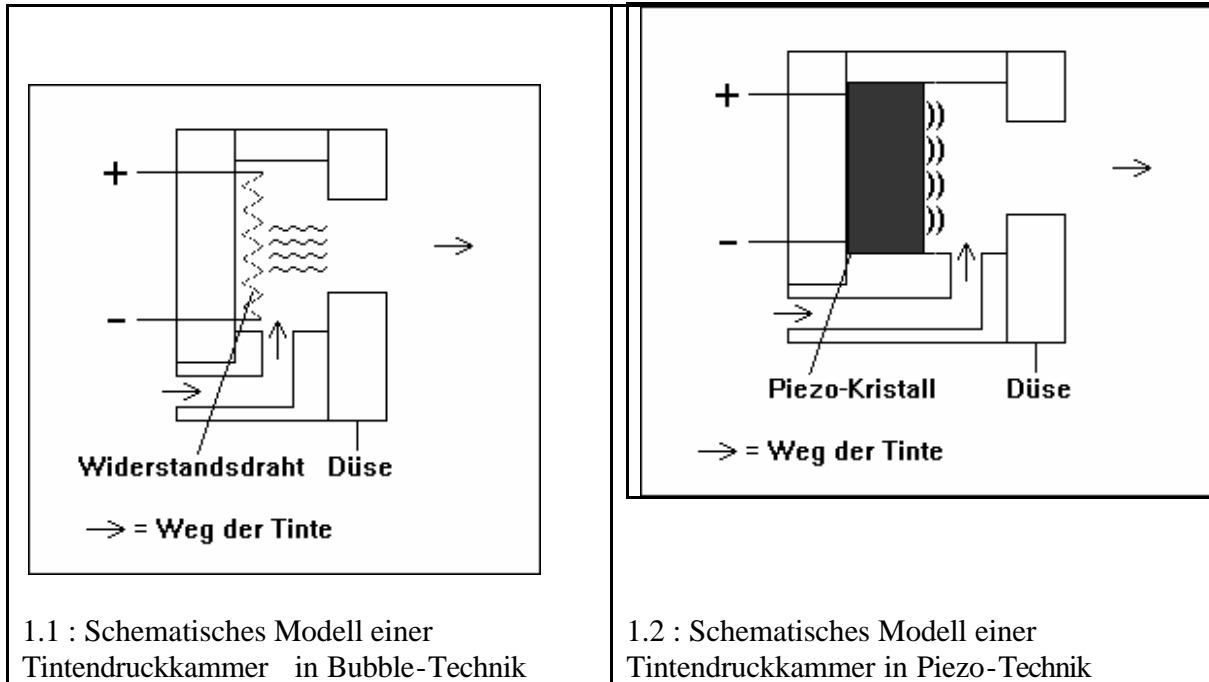 +
-
Widerstandsdraht Düse
-> = Weg der Tinte
1.1 : Schematisches Modell einer
Tintendruckkammer in Bubble-Technik
+
-
Piezo-Kristall Düse
-> = Weg der Tinte
1.2 : Schematisches Modell einer
Tintendruckkammer in Piezo-Technik